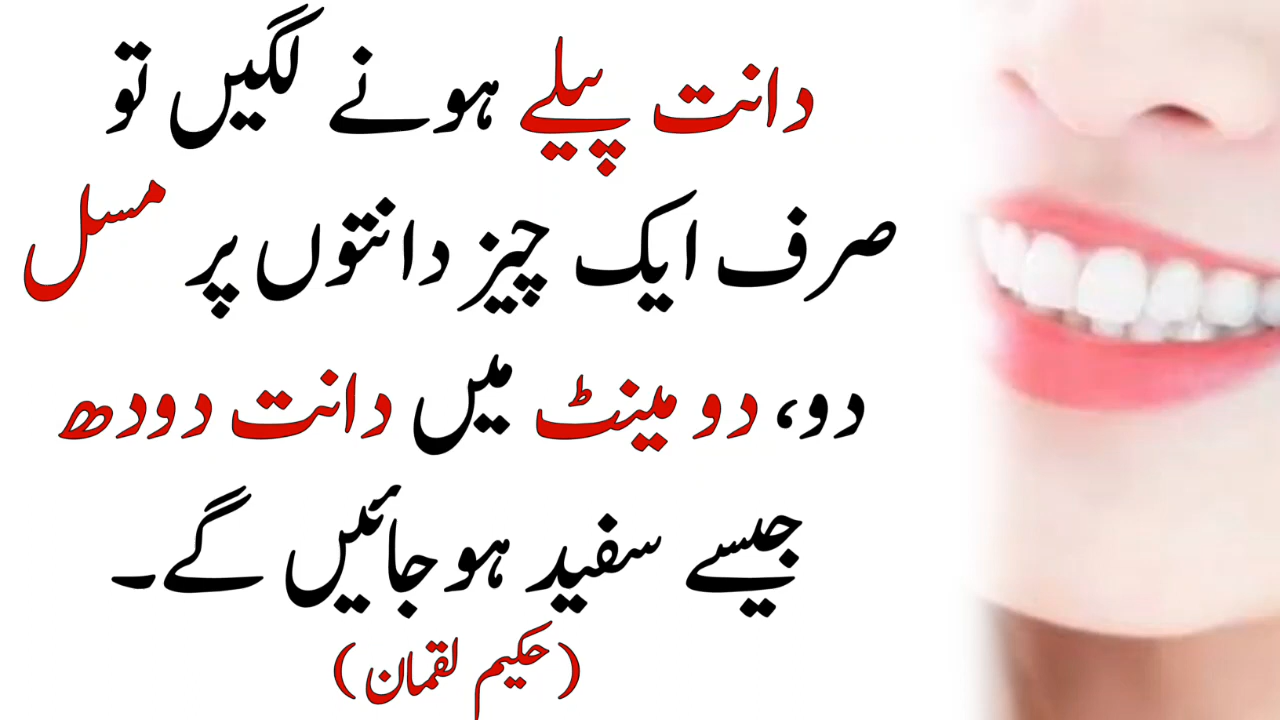 دانت پیلے ہونے لگیں تو
صرف ایک چیز دانتوں پر مسل
دو، دو مینٹ میں دانت دودھ
جیسے سفید ہو جائیں گے۔
(حکیم لقمان)